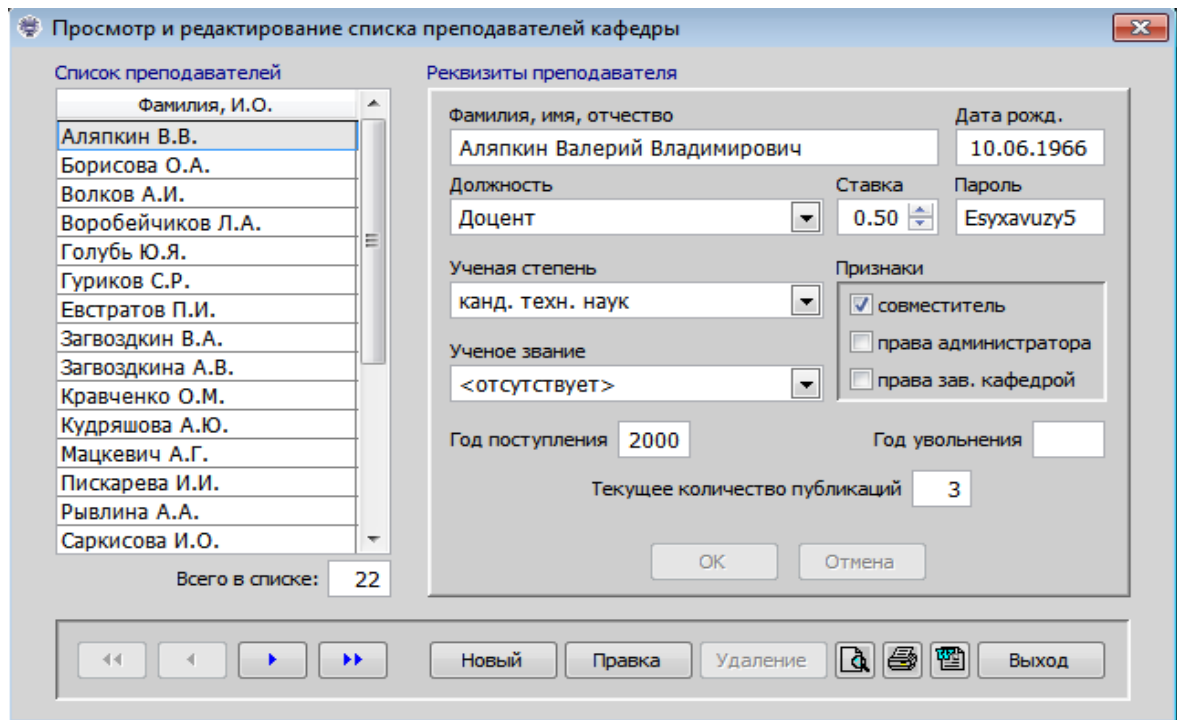 Просмотр и редактирование списка преподавателей кафедры
Список преподавателей
Фамилия, И.О.
Аляпкин В.В.
Борисова О.А.
Волков А.И.
Воробейчиков Л.А.
Голубь Ю.Я.
Гуриков С.Р.
Евстратов П.И.
Загвоздкин В.А.
Загвоздкина А.В.
Кравченко О.М.
Кудряшова А.Ю.
Мацкевич А.Г.
Пискарева И.И.
Рывлина А.А.
Саркисова И.О.
Всего в списке: 22
Реквизиты преподавателя
Фамилия, имя, отчество Дата рожд.
Аляпкин Валерий Владимирович 10.06.1966
Должность Ставка Пароль
Доцент 0.50 Esyxavuzy5
Ученая степень Признаки
канд. техн. наук совместитель
права администратора
Ученое звание
<отсутствует> права зав. кафедрой
Год поступления 2000 Год увольнения
Текущее количество публикаций 3
ОК Отмена
Новый Правка Удаление Выход